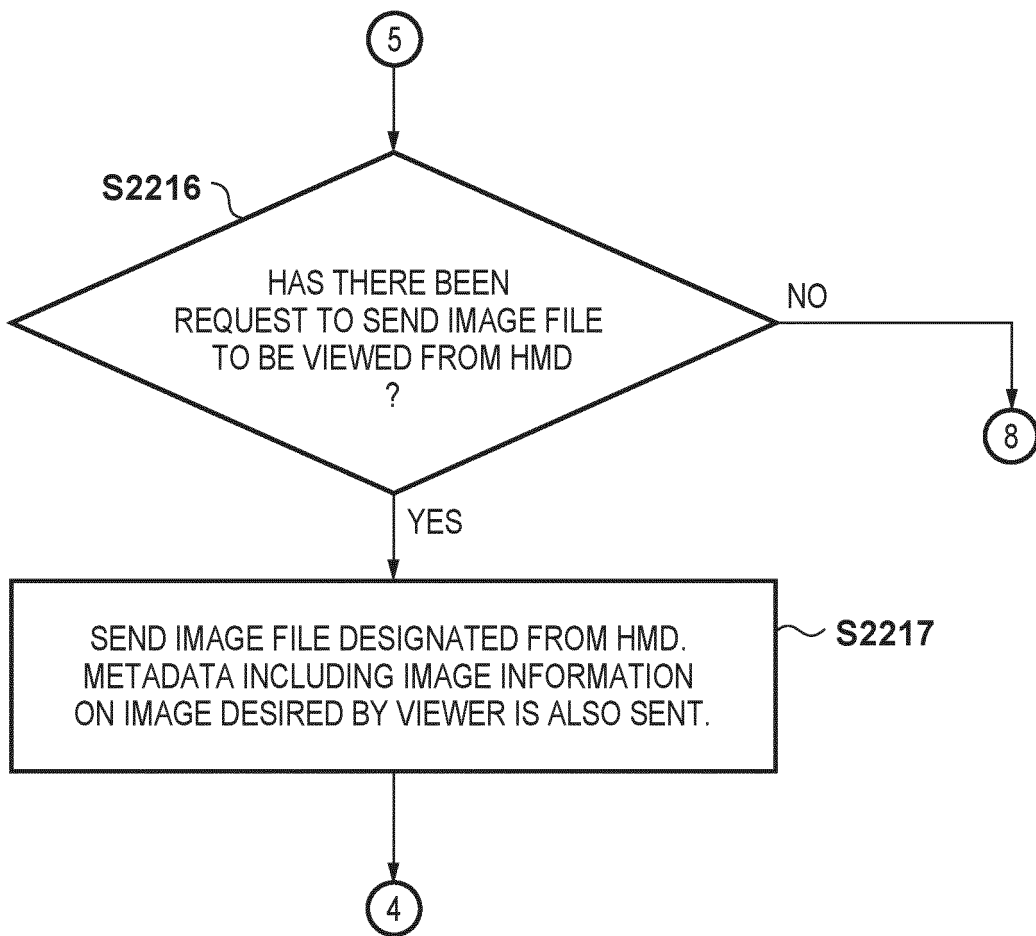 5
S2216
HAS THERE BEEN
REQUEST TO SEND IMAGE FILE
TO BE VIEWED FROM HMD
?
NO
8
YES
SEND IMAGE FILE DESIGNATED FROM HMD.
METADATA INCLUDING IMAGE INFORMATION
ON IMAGE DESIRED BY VIEWER IS ALSO SENT.
S2217
4